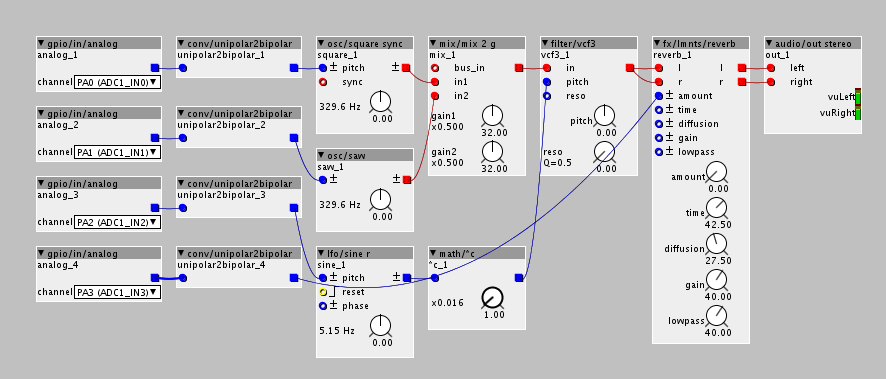 gpio/in/analog
analog_1
channel PA0 (ADC1_IN0)
gpio/in/analog
analog_2
channel PA1 (ADC1_IN1)
gpio/in/analog
analog_3
channel PA2 (ADC1_IN2)
gpio/in/analog
analog_4
channel PA3 (ADC1_IN3)
conv/unipolar2bipolar
unipolar2bipolar_1
conv/unipolar2bipolar
unipolar2bipolar_2
conv/unipolar2bipolar
unipolar2bipolar_3
conv/unipolar2bipolar
unipolar2bipolar_4
osc/square sync
square_1
± pitch ±
sync
329.6 Hz
0.00
osc/saw
saw_1
± ±
329.6 Hz
0.00
lfo/sine r
sine_1
± pitch ±
reset
± phase
5.15 Hz
0.00
mix/mix 2 g
mix_1
bus_in
in1
in2
gain1
x0.500
32.00
gain2
x0.500
32.00
math/*c
*c_1
x0.016
1.00
filter/vcf3
vcf3_1
in
pitch
reso
pitch
0.00
reso
Q=0.5
0.00
fx/lmnts/reverb
reverb_1
l l
r r
± amount
± time
± diffusion
± gain
± lowpass
amount
0.00
time
42.50
diffusion
27.50
gain
40.00
lowpass
40.00
audio/out stereo
out_1
left
right
vuLeft
vuRight